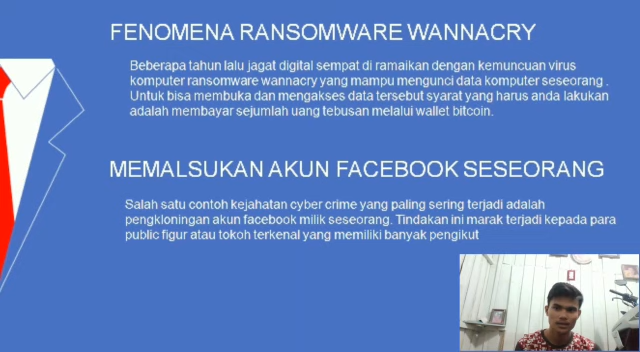 FENOMENA RANSOMWARE WANNACRY
Beberapa tahun lalu jagat digital sempat di ramaikan dengan kemuncuan virus
komputer ransomware wannacry yang mampu mengunci data komputer seseorang .
Untuk bisa membuka dan mengakses data tersebut syarat yang harus anda lakukan
adalah membayar sejumlah uang tebusan melalui wallet bitcoin.
MEMALSUKAN AKUN FACEBOOK SESEORANG
Salah satu contoh kejahatan cyber crime yang paling sering terjadi adalah
pengkloningan akun facebook milik seseorang. Tindakan ini marak terjadi kepada para
public figur atau tokoh terkenal yang memiliki banyak pengikut